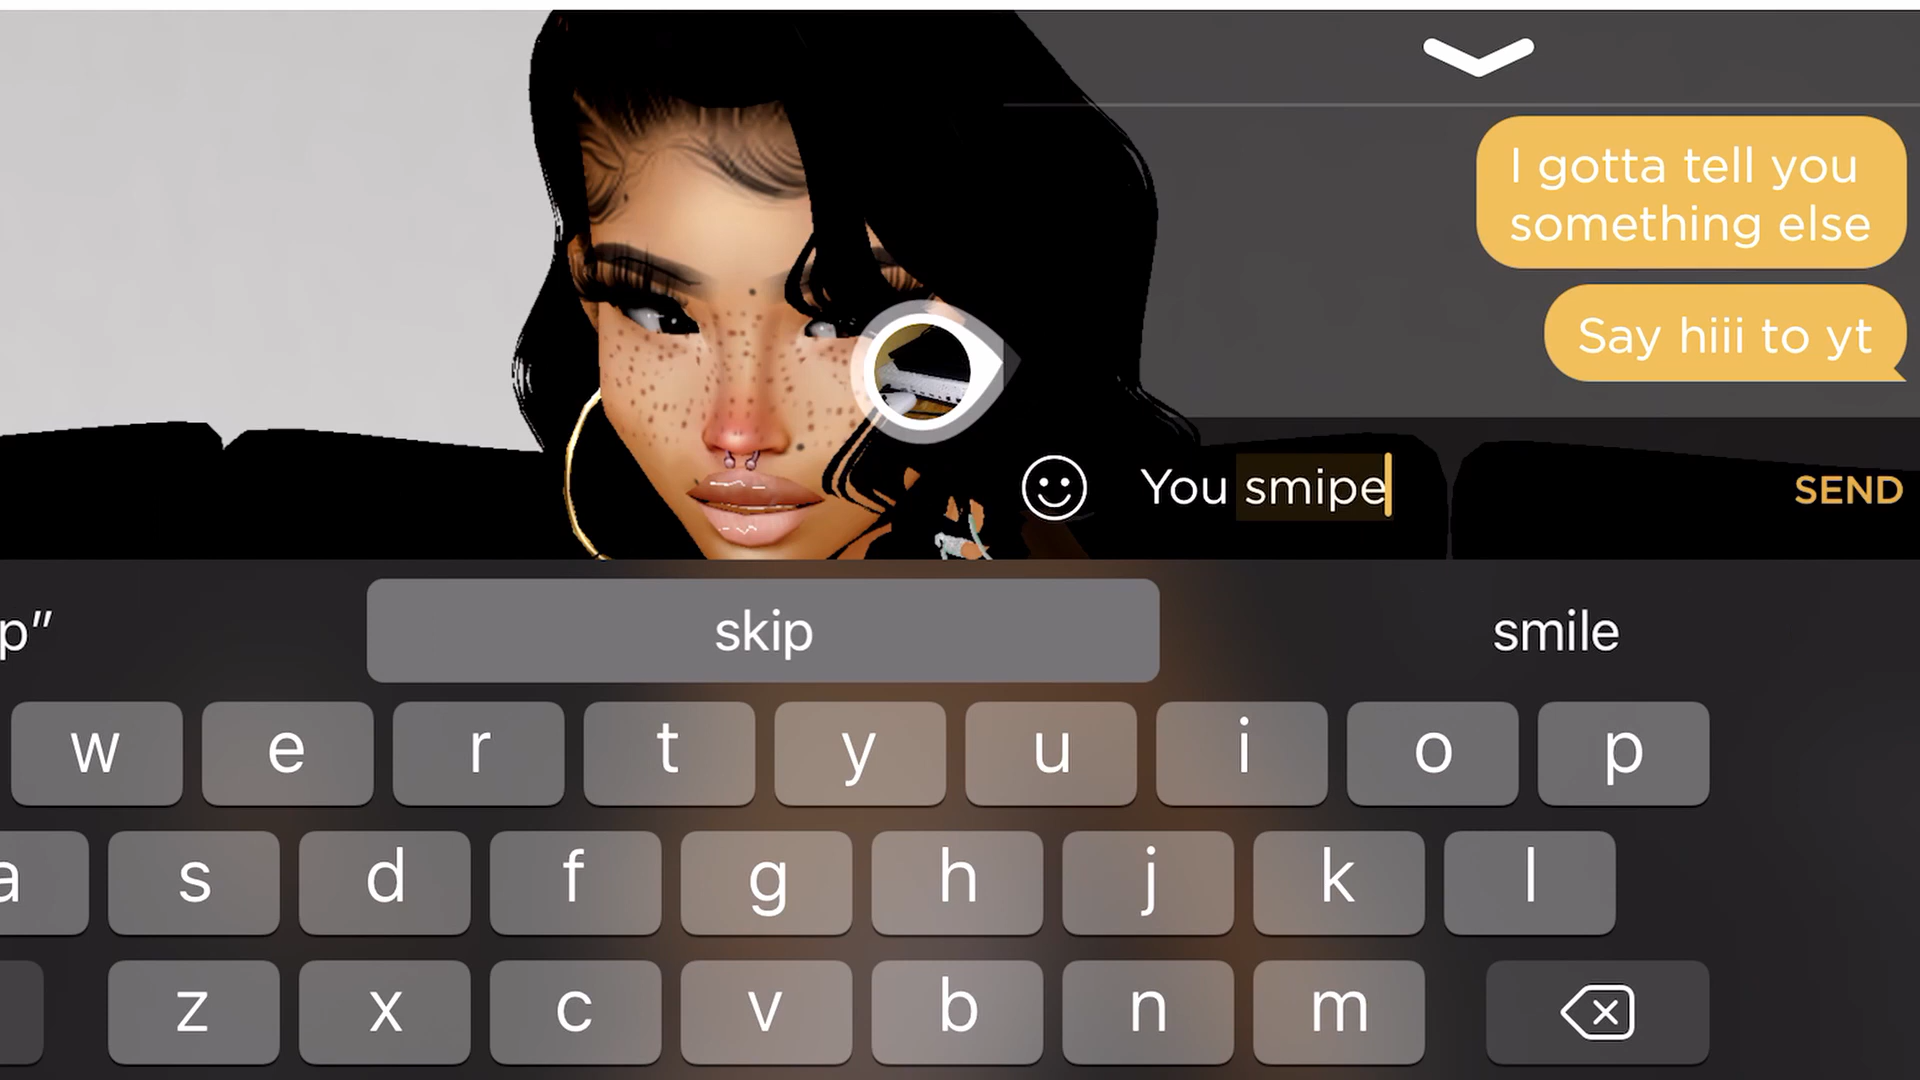 I gotta tell you
something else
Say hiii to yt
You smipe
SEND
p"
skip
smile
w e r t y u i o p
a s d f g h j k l
z x c v b n m